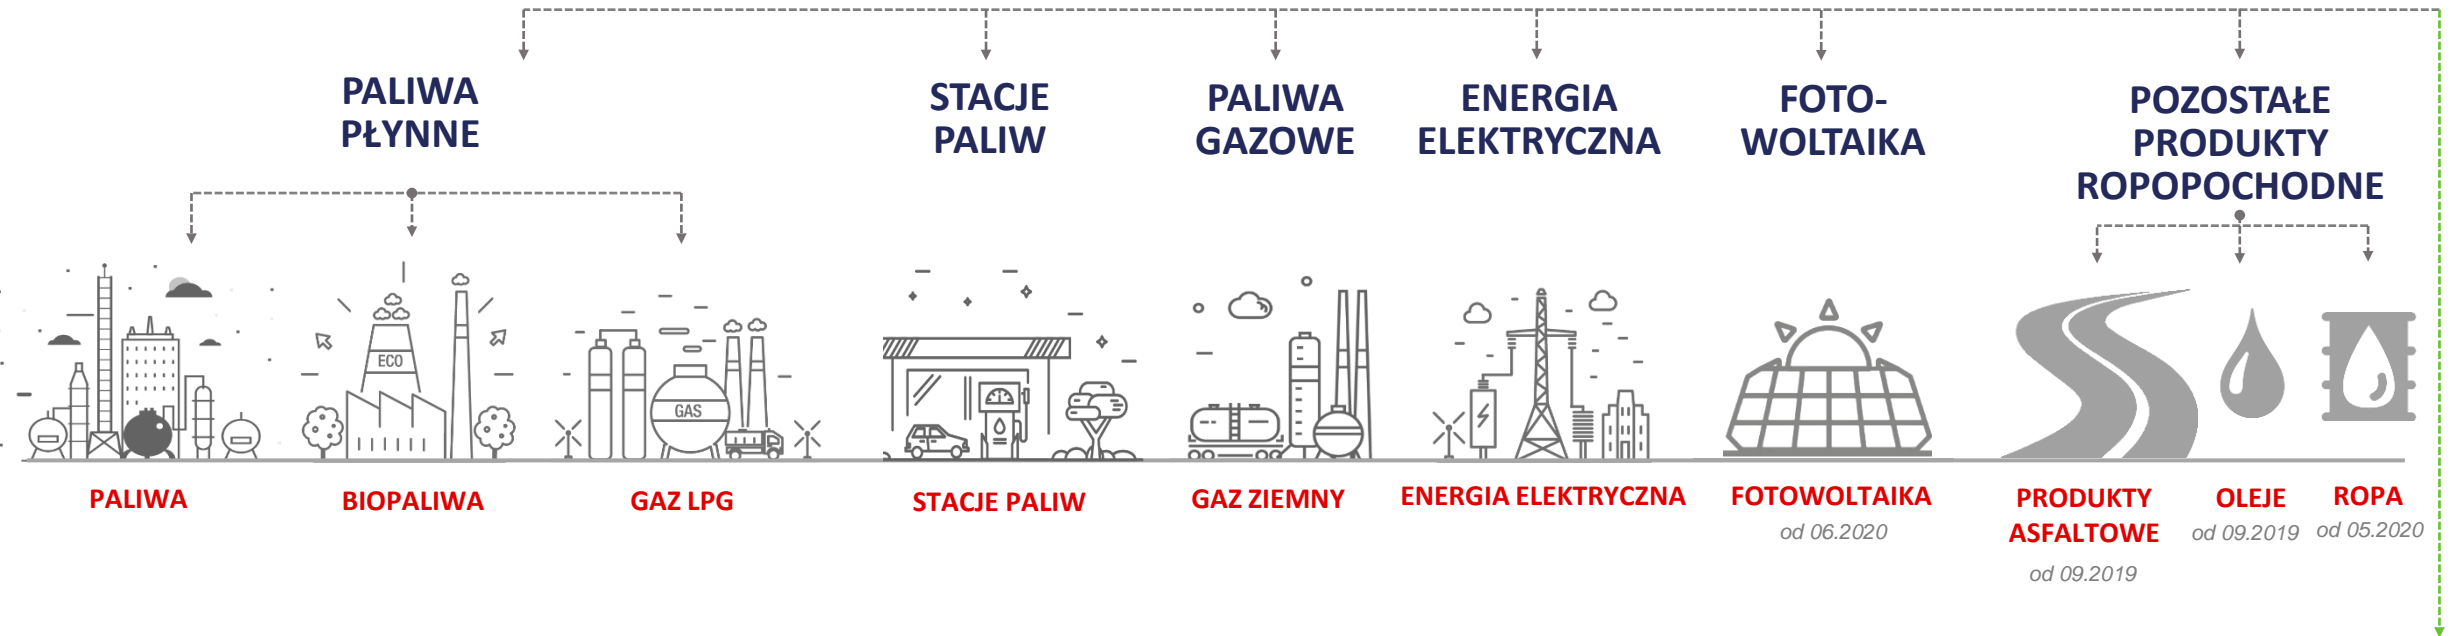 PALIWA
PŁYNNE
STACJE
PALIW
PALIWA
GAZOWE
ENERGIA
ELEKTRYCZNA
FOTO-
WOLTAIKA
POZOSTAŁE
PRODUKTY
ROPOPOCHODNE
ECO
GAS
PALIWA
BIOPALIWA
GAZ LPG
STACJE PALIW
GAZ ZIEMNY
ENERGIA ELEKTRYCZNA
FOTOWOLTAIKA
od 06.2020
PRODUKTY
ASFALTOWE
od 09.2019
OLEJE
od 09.2019
ROPA
od 05.2020